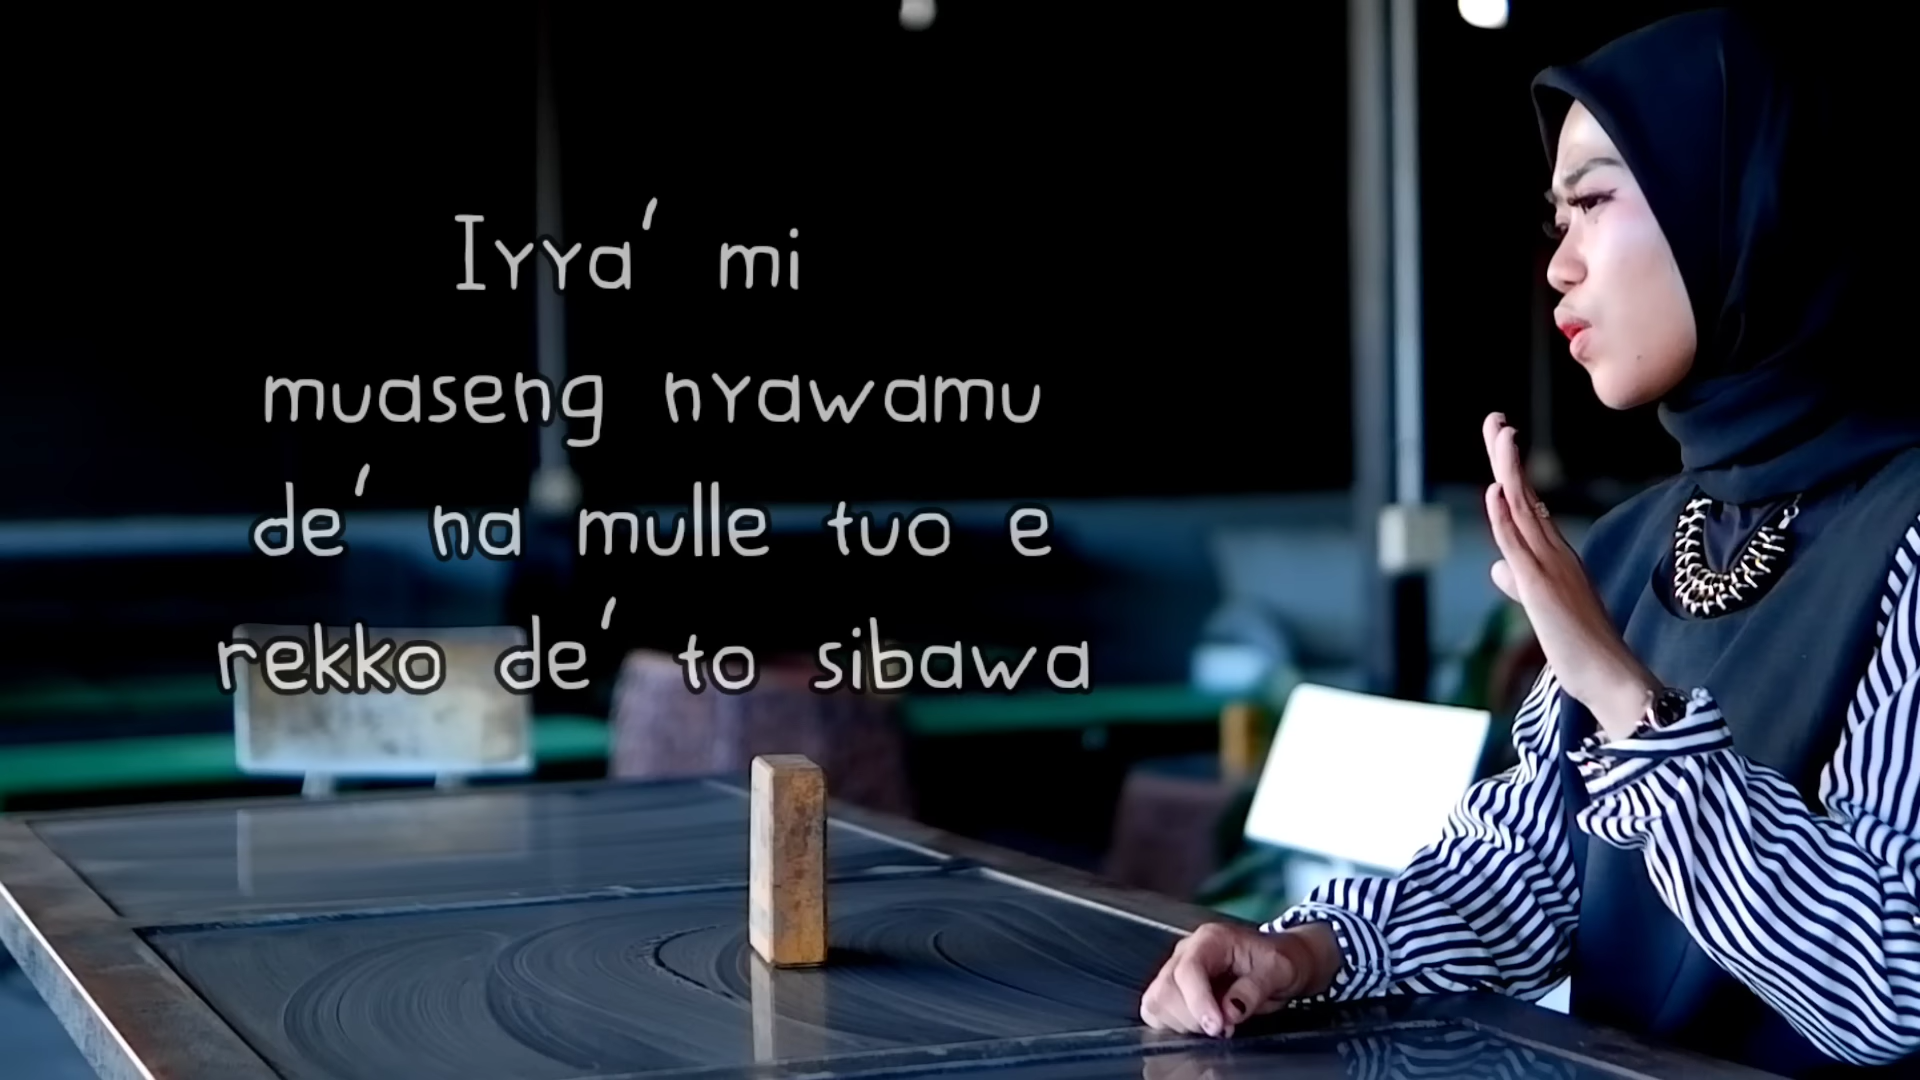 Iyya' mi
muaseng nyawamu
de' na mulle tuo e
rekko de' to sibawa